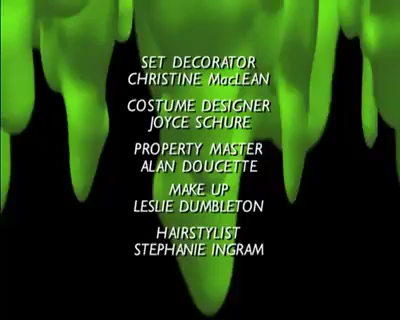 SET DECORATOR
CHRISTINE MacLEAN
COSTUME DESIGNER
JOYCE SCHURE
PROPERTY MASTER
ALAN DOUCETTE
MAKE UP
LESLIE DUMBLETON
HAIRSTYLIST
STEPHANIE INGRAM